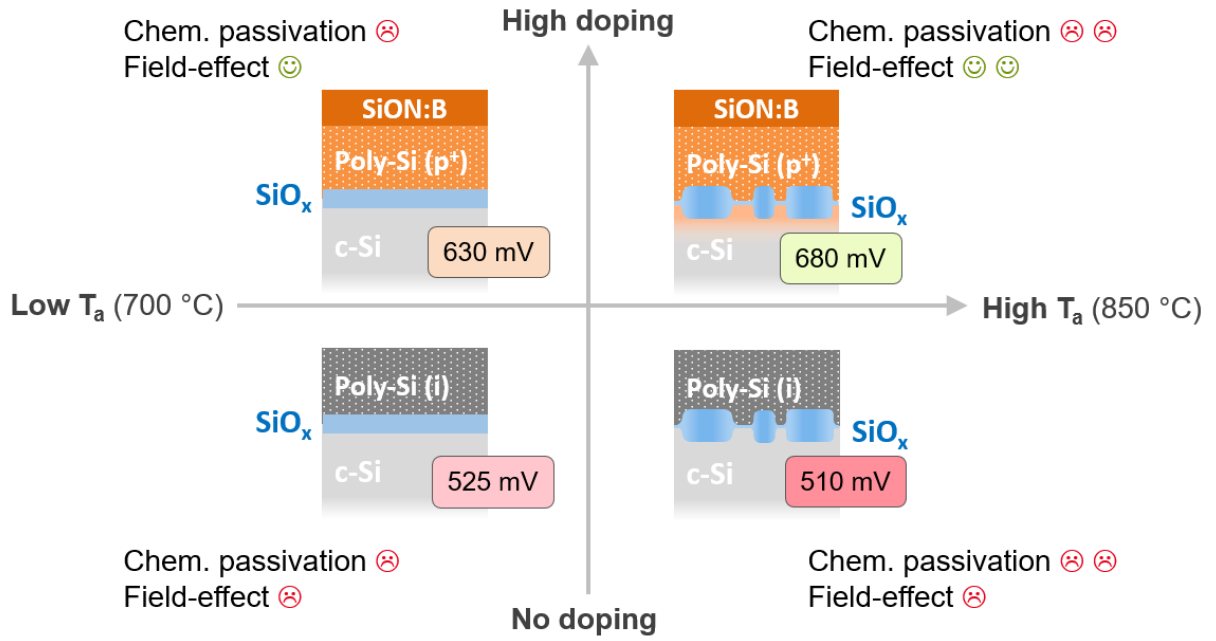 High doping
Chem. passivation ☹
Field-effect ☺
Chem. passivation ☹ ☹
Field-effect ☺ ☺
SiON:B
Poly-Si (p⁺)
SiOₓ
c-Si
630 mV
SiON:B
Poly-Si (p⁺)
SiOₓ
c-Si
680 mV
Low Tₐ (700 °C)
High Tₐ (850 °C)
Poly-Si (i)
SiOₓ
c-Si
525 mV
Poly-Si (i)
SiOₓ
c-Si
510 mV
Chem. passivation ☹
Field-effect ☹
Chem. passivation ☹ ☹
Field-effect ☹
No doping